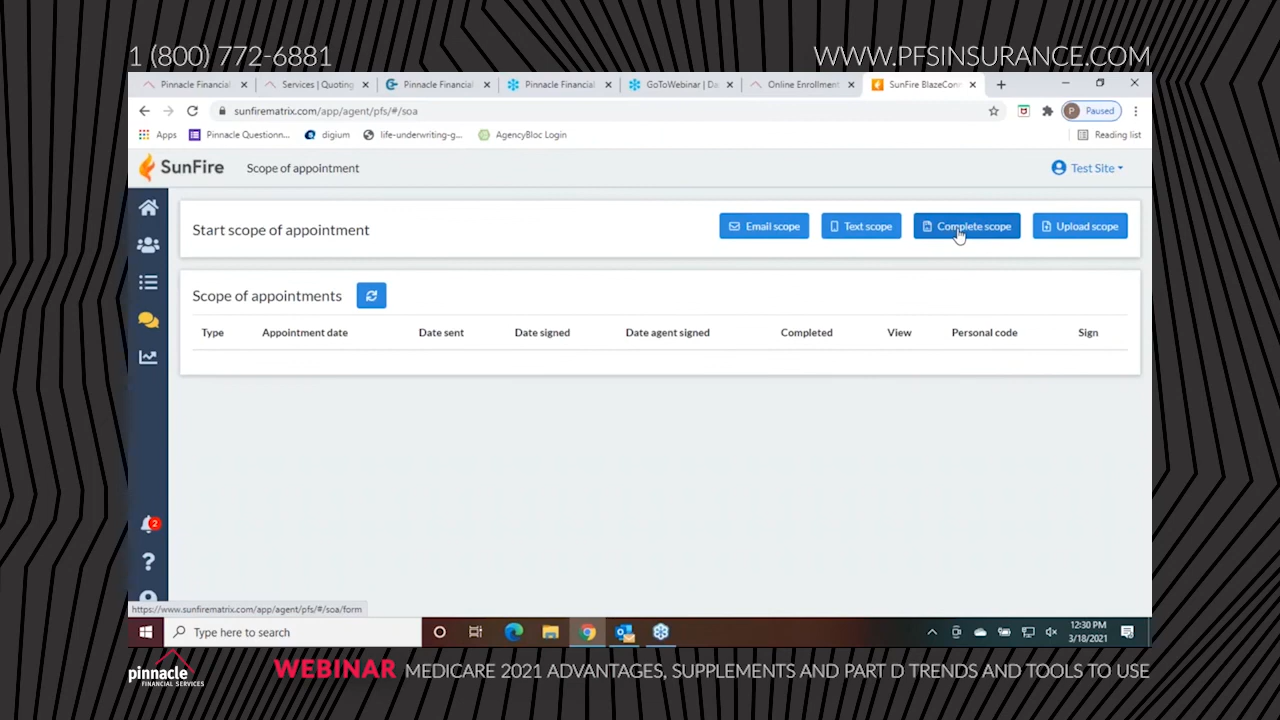 1 (800) 772-6881
WWW.PFSINSURANCE.COM
Pinnacle Financial
Services | Quoting
Pinnacle Financial
Pinnacle Financial
GoToWebinar | Da
Online Enrollment
SunFire BlazeConn
sunfirematrix.com/app/agent/pfs/#/soa
P
Paused
Apps
Pinnacle Questionn...
digium
life-underwriting-g...
AgencyBloc Login
Reading list
SunFire
Scope of appointment
Test Site
Start scope of appointment
Email scope
Text scope
Complete scope
Upload scope
Scope of appointments
Type
Appointment date
Date sent
Date signed
Date agent signed
Completed
View
Personal code
Sign
2
?
https://www.sunfirematrix.com/app/agent/pfs/#/soa/form
Type here to search
12:30 PM
3/18/2021
pinnacle
FINANCIAL SERVICES
WEBINAR MEDICARE 2021 ADVANTAGES, SUPPLEMENTS AND PART D TRENDS AND TOOLS TO USE